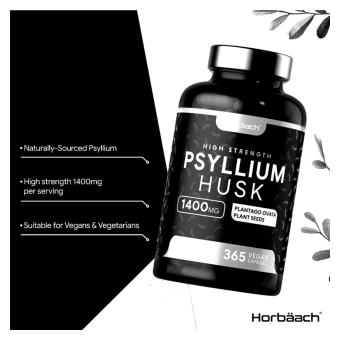 • Naturally-Sourced Psyllium
• High strength 1400mg
per serving
• Suitable for Vegans & Vegetarians
HIGH STRENGTH
PSYLLIUM
HUSK
1400MG
PLANTAGO OVATA
PLANT SEEDS
365 VEGAN
CAPSULES
Horbäach®